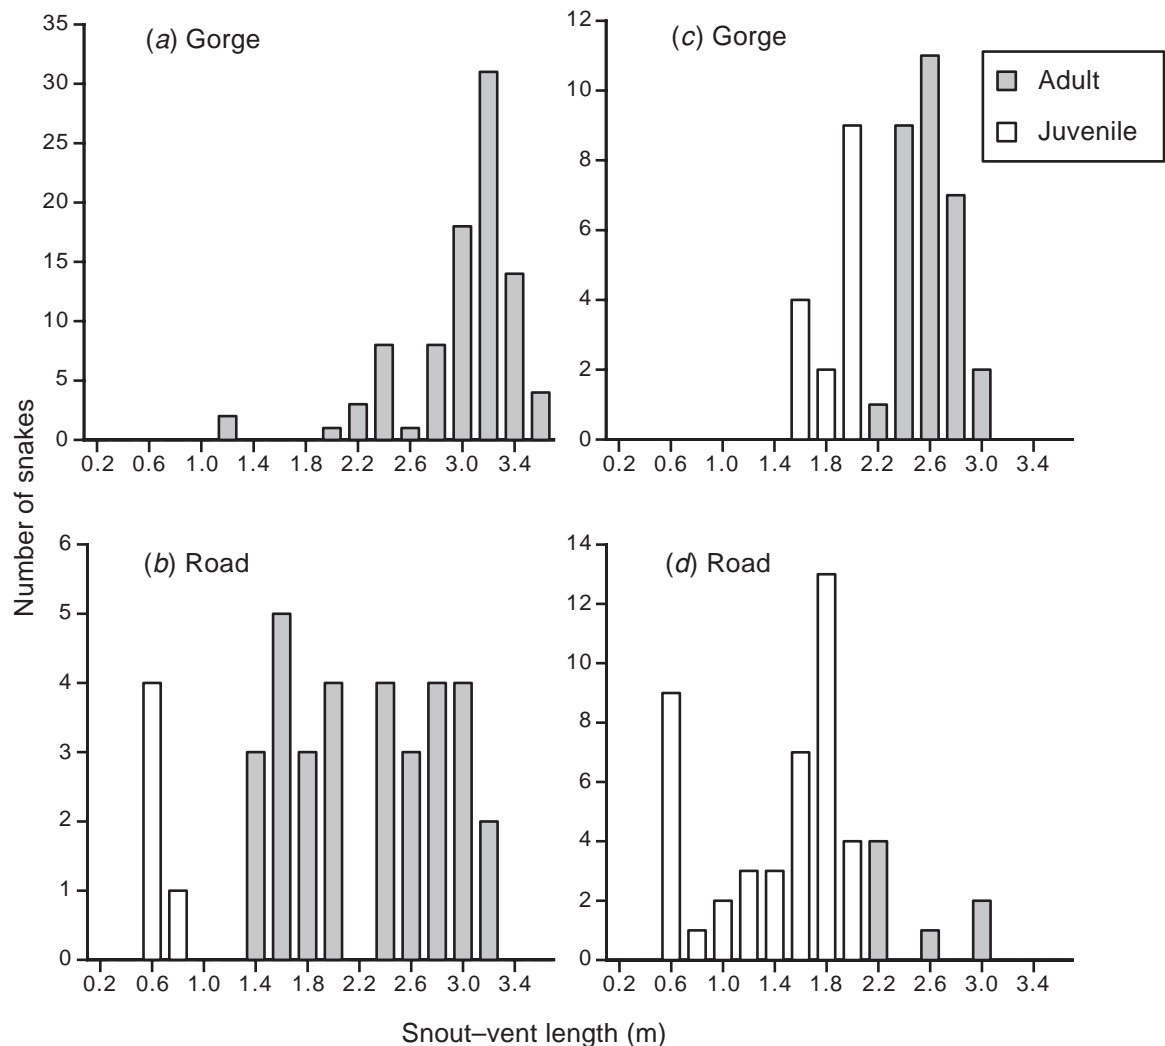 (a) Gorge
35
30
25
20
15
10
5
0
0.2 0.6 1.0 1.4 1.8 2.2 2.6 3.0 3.4
(c) Gorge
12
10
8
6
4
2
0
0.2 0.6 1.0 1.4 1.8 2.2 2.6 3.0 3.4
Adult
Juvenile
Number of snakes
(b) Road
6
5
4
3
2
1
0
0.2 0.6 1.0 1.4 1.8 2.2 2.6 3.0 3.4
(d) Road
14
12
10
8
6
4
2
0
0.2 0.6 1.0 1.4 1.8 2.2 2.6 3.0 3.4
Snout–vent length (m)